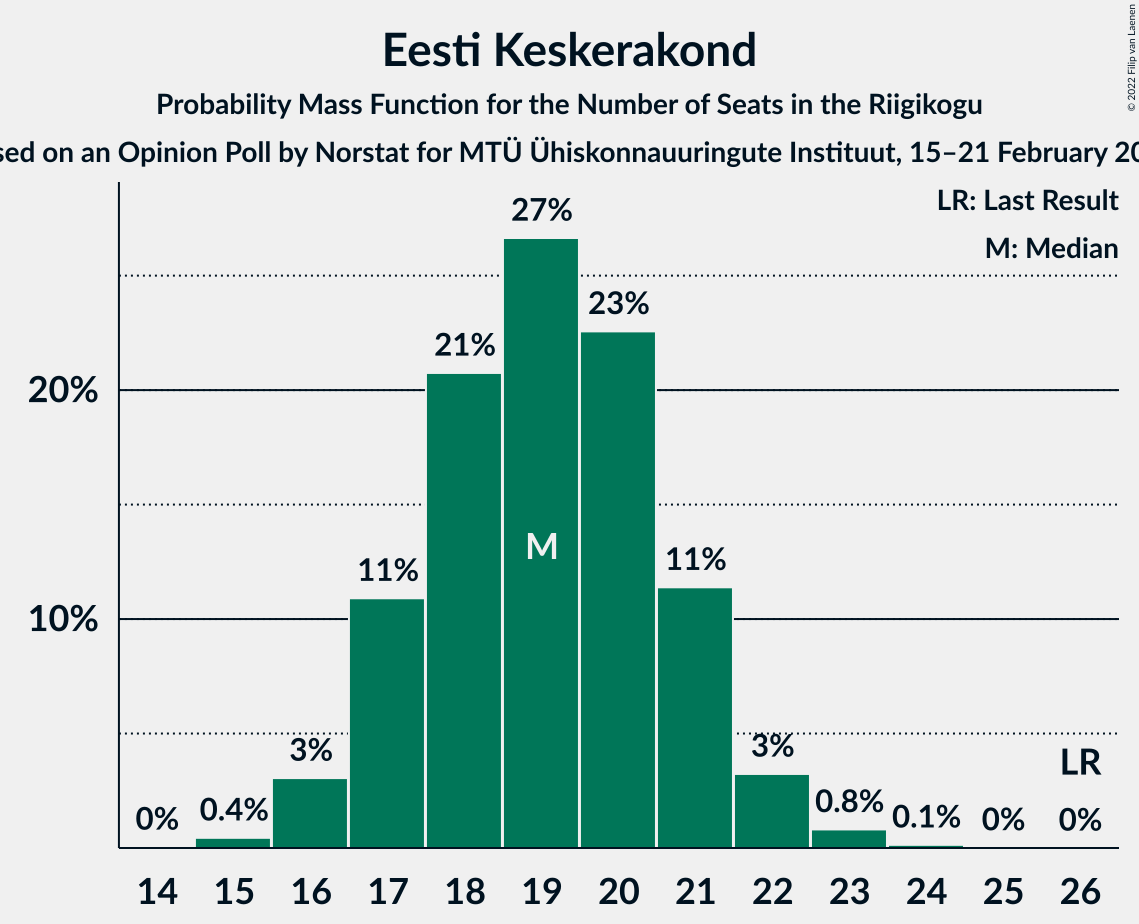 Eesti Keskerakond
Probability Mass Function for the Number of Seats in the Riigikogu
sed on an Opinion Poll by Norstat for MTÜ Ühiskonnauuringute Instituut, 15–21 February 20
© 2022 Filip van Laenen
LR: Last Result
M: Median
27%
23%
21%
20%
M
11%
11%
10%
3%
3%
LR
0%
0.4%
0.8%
0.1%
0%
0%
14 15 16 17 18 19 20 21 22 23 24 25 26